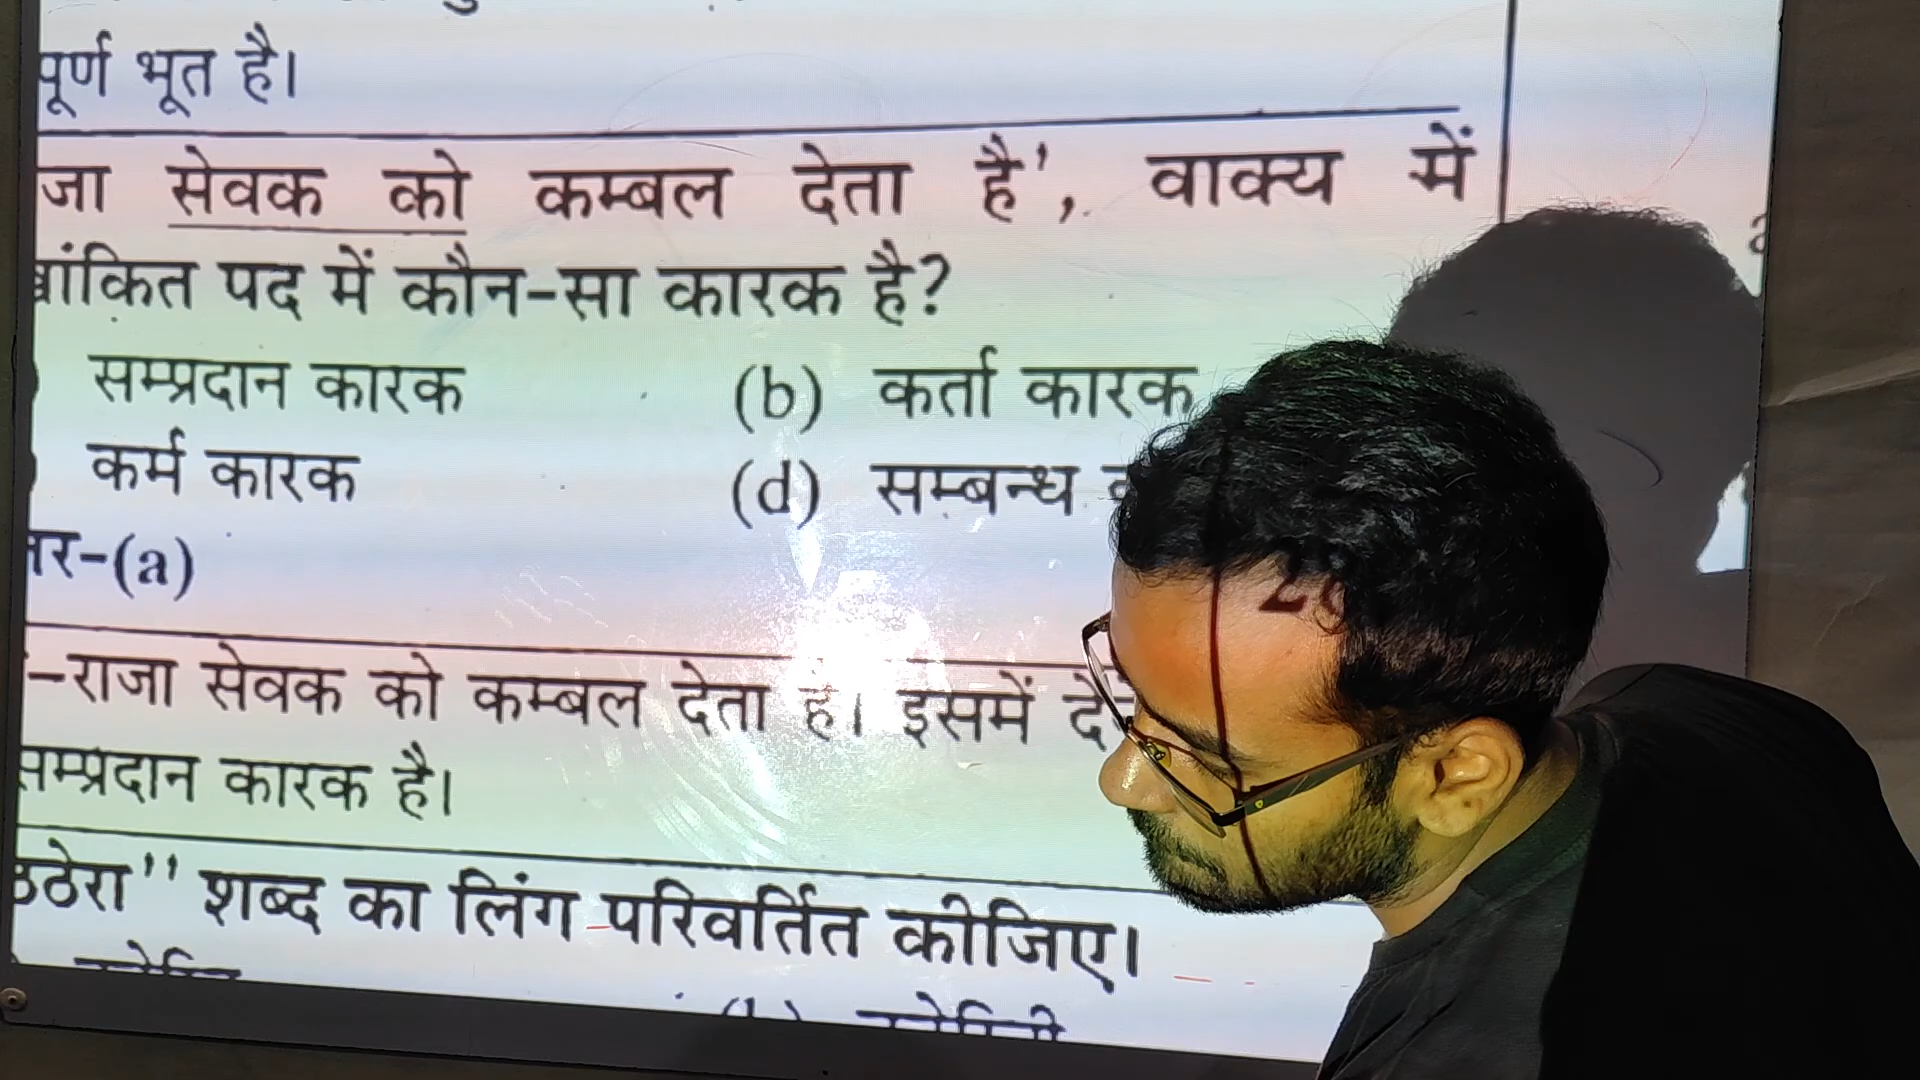 पूर्ण भूत है।
जा सेवक को कम्बल देता है', वाक्य में
खांकित पद में कौन-सा कारक है?
सम्प्रदान कारक (b) कर्ता कारक
कर्म कारक (d) सम्बन्ध
त्तर-(a)
-राजा सेवक को कम्बल देता है। इसमें
सम्प्रदान कारक है।
ठठेरा'' शब्द का लिंग परिवर्तित कीजिए।